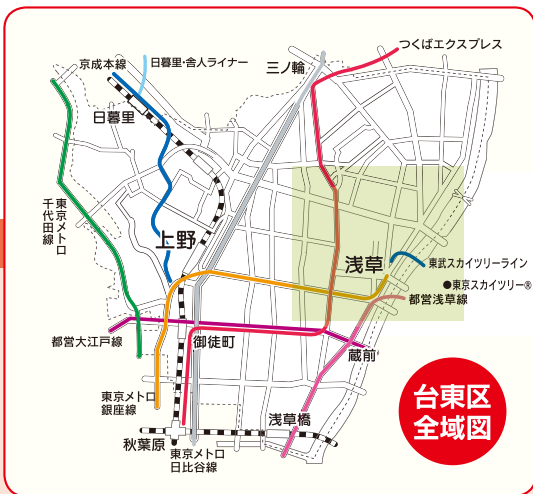 つくばエクスプレス
京成本線
日暮里・舎人ライナー
三ノ輪
日暮里
東京メトロ
千代田線
上野
浅草
東武スカイツリーライン
●東京スカイツリー®
都営浅草線
都営大江戸線
御徒町
蔵前
東京メトロ
銀座線
浅草橋
秋葉原
東京メトロ
日比谷線
台東区
全域図